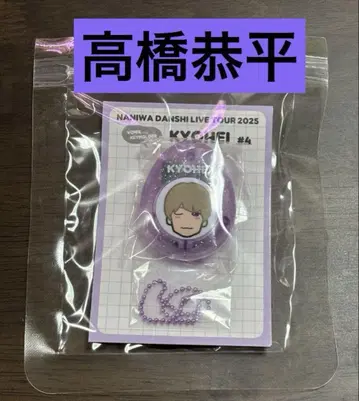 高橋恭平
NANIWA DANSHI LIVE TOUR 2025
KYOHEI #4
KYOHEI